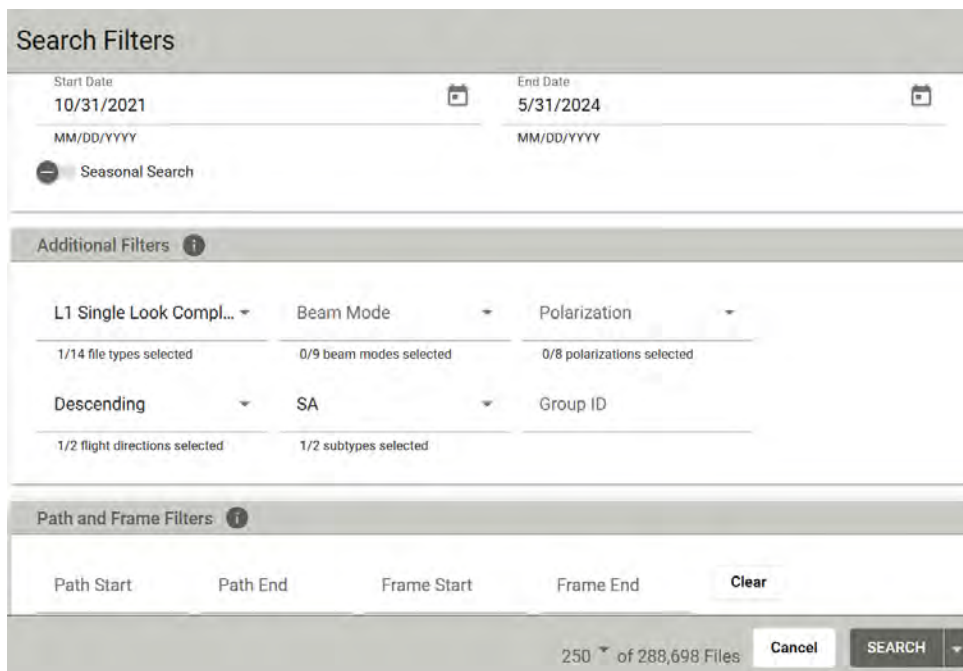 Search Filters
Start Date End Date
10/31/2021 5/31/2024
MM/DD/YYYY MM/DD/YYYY
Seasonal Search
Additional Filters
L1 Single Look Compl... Beam Mode Polarization
1/14 file types selected 0/9 beam modes selected 0/8 polarizations selected
Descending SA Group ID
1/2 flight directions selected 1/2 subtypes selected
Path and Frame Filters
Path Start Path End Frame Start Frame End Clear
250 of 288,698 Files Cancel SEARCH